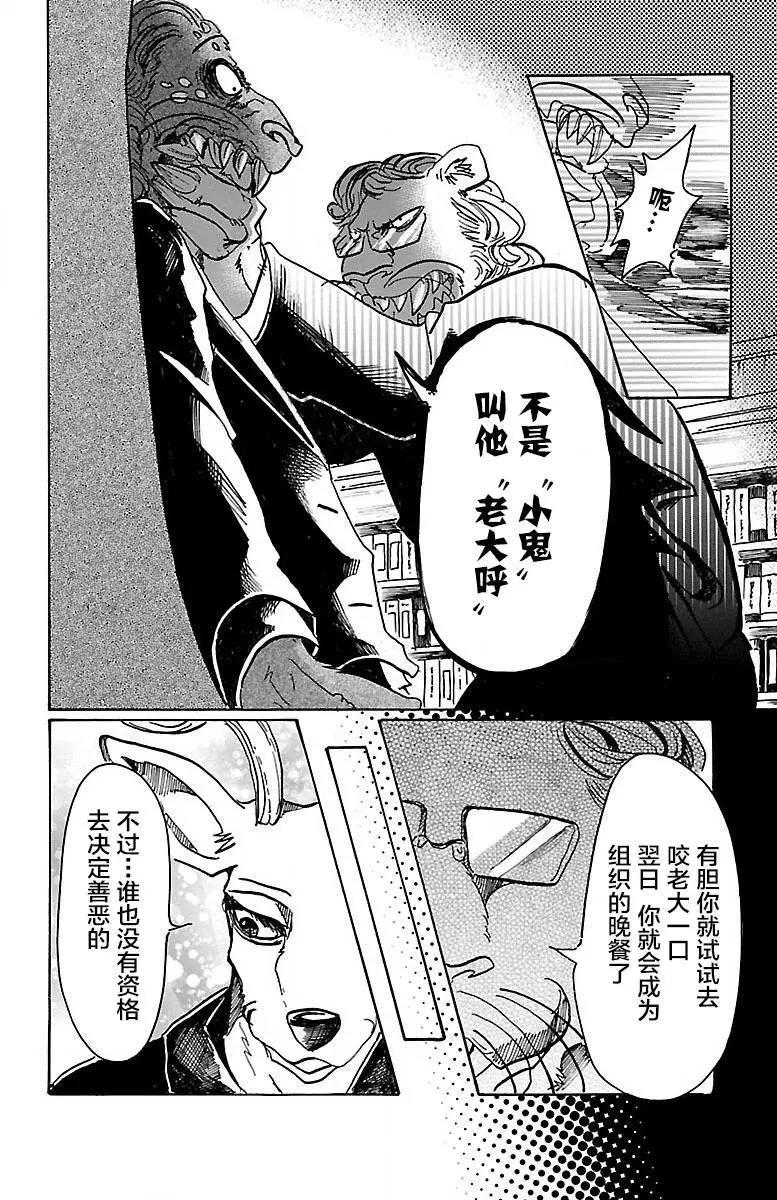 呃…
不是“小鬼”
叫他“老大呼”
有胆你就试试去
咬老大一口
翌日 你就会成为
组织的晚餐了
不过…谁也没有资格
去决定善恶的